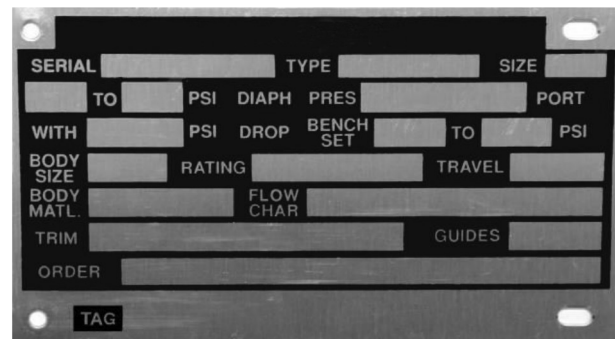 SERIAL TYPE SIZE
TO PSI DIAPH PRES PORT
WITH PSI DROP BENCH SET TO PSI
BODY SIZE RATING TRAVEL
BODY MATL. FLOW CHAR
TRIM GUIDES
ORDER
TAG